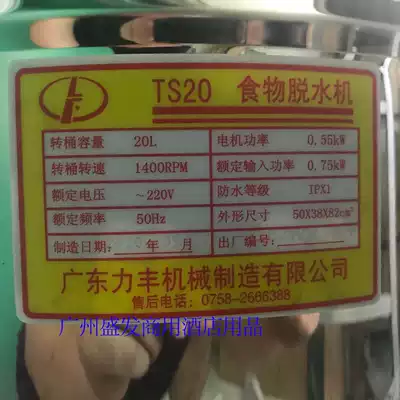 TS20 食物脱水机
转桶容量 20L 电机功率 0.55kW
转桶转速 1400RPM 额定输入功率 0.75kW
额定电压 ~220V 防水等级 IPX1
额定频率 50Hz 外形尺寸 50X38X82cm³
制造日期: 年 月 出厂编号:
广东力丰机械制造有限公司
售后电话: 0758-2666388
广州盛发商用酒店用品